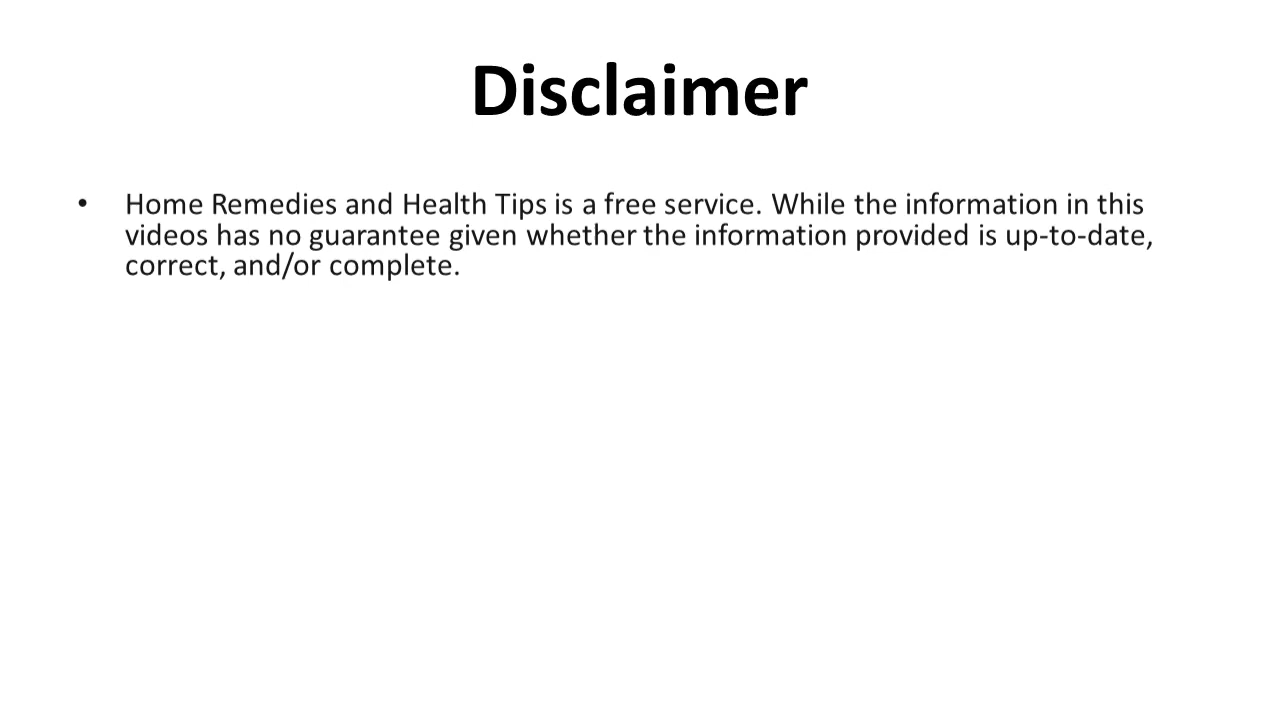 Disclaimer
• Home Remedies and Health Tips is a free service. While the information in this
videos has no guarantee given whether the information provided is up-to-date,
correct, and/or complete.